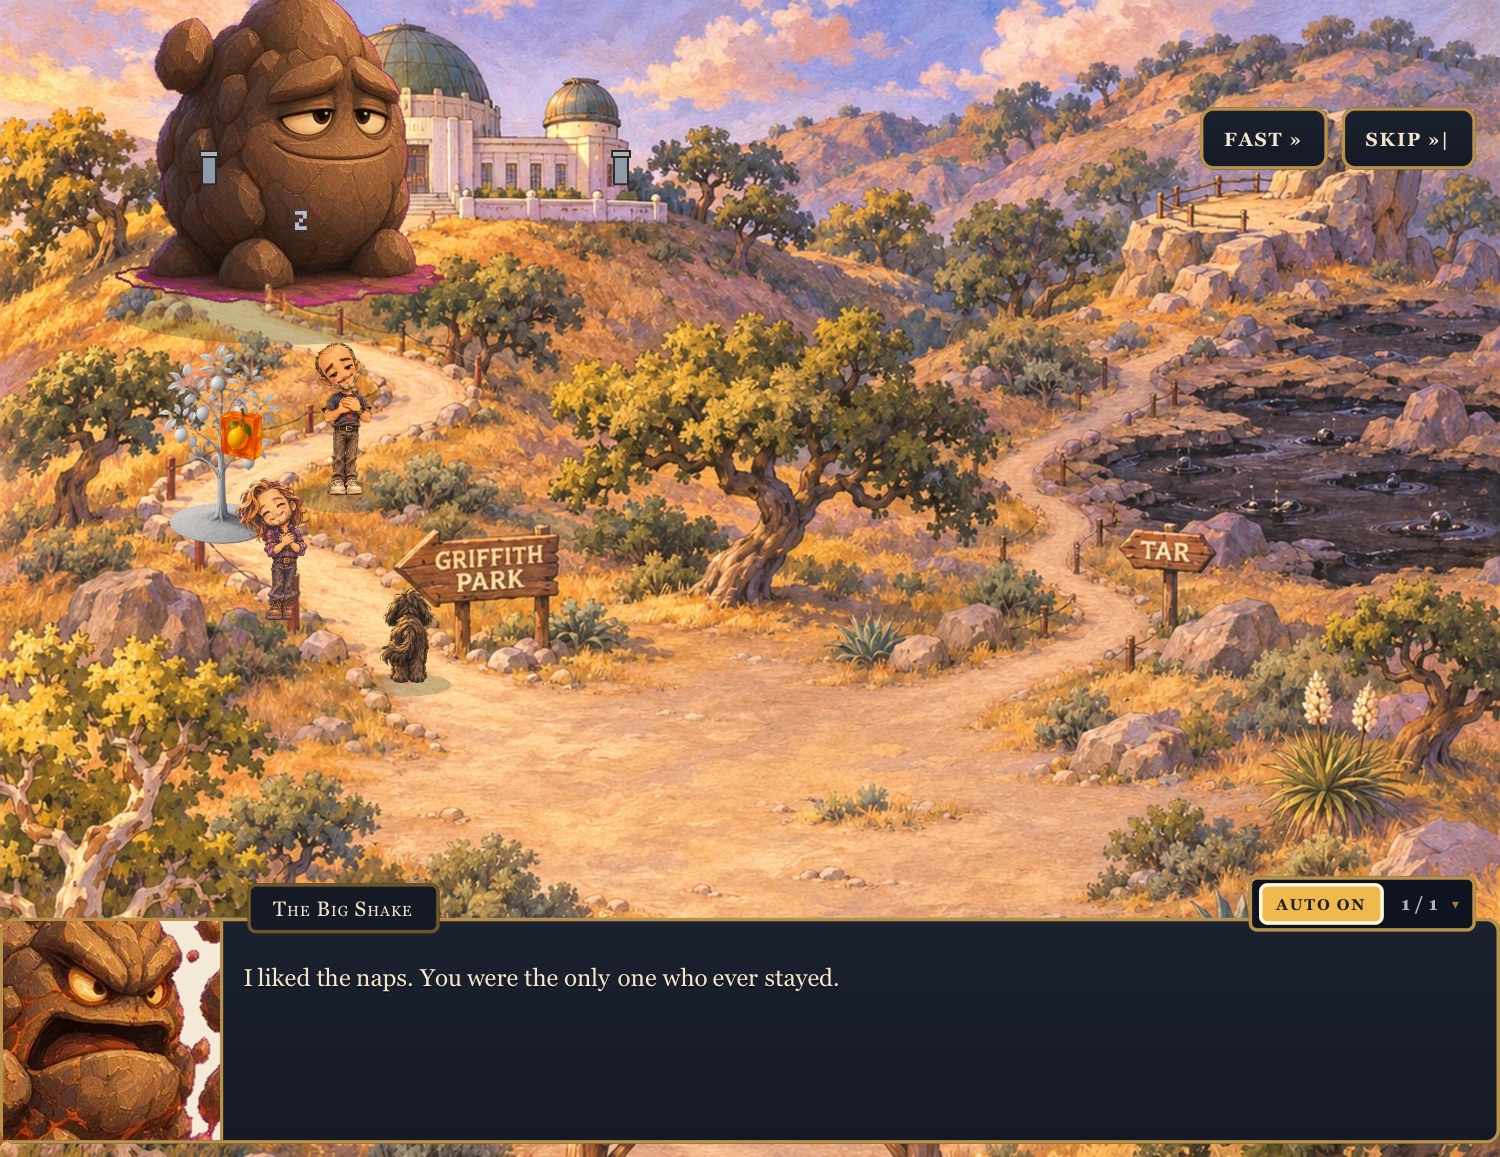 FAST »
SKIP »|
Z
GRIFFITH
PARK
TAR
The Big Shake
AUTO ON
1 / 1 ▼
I liked the naps. You were the only one who ever stayed.